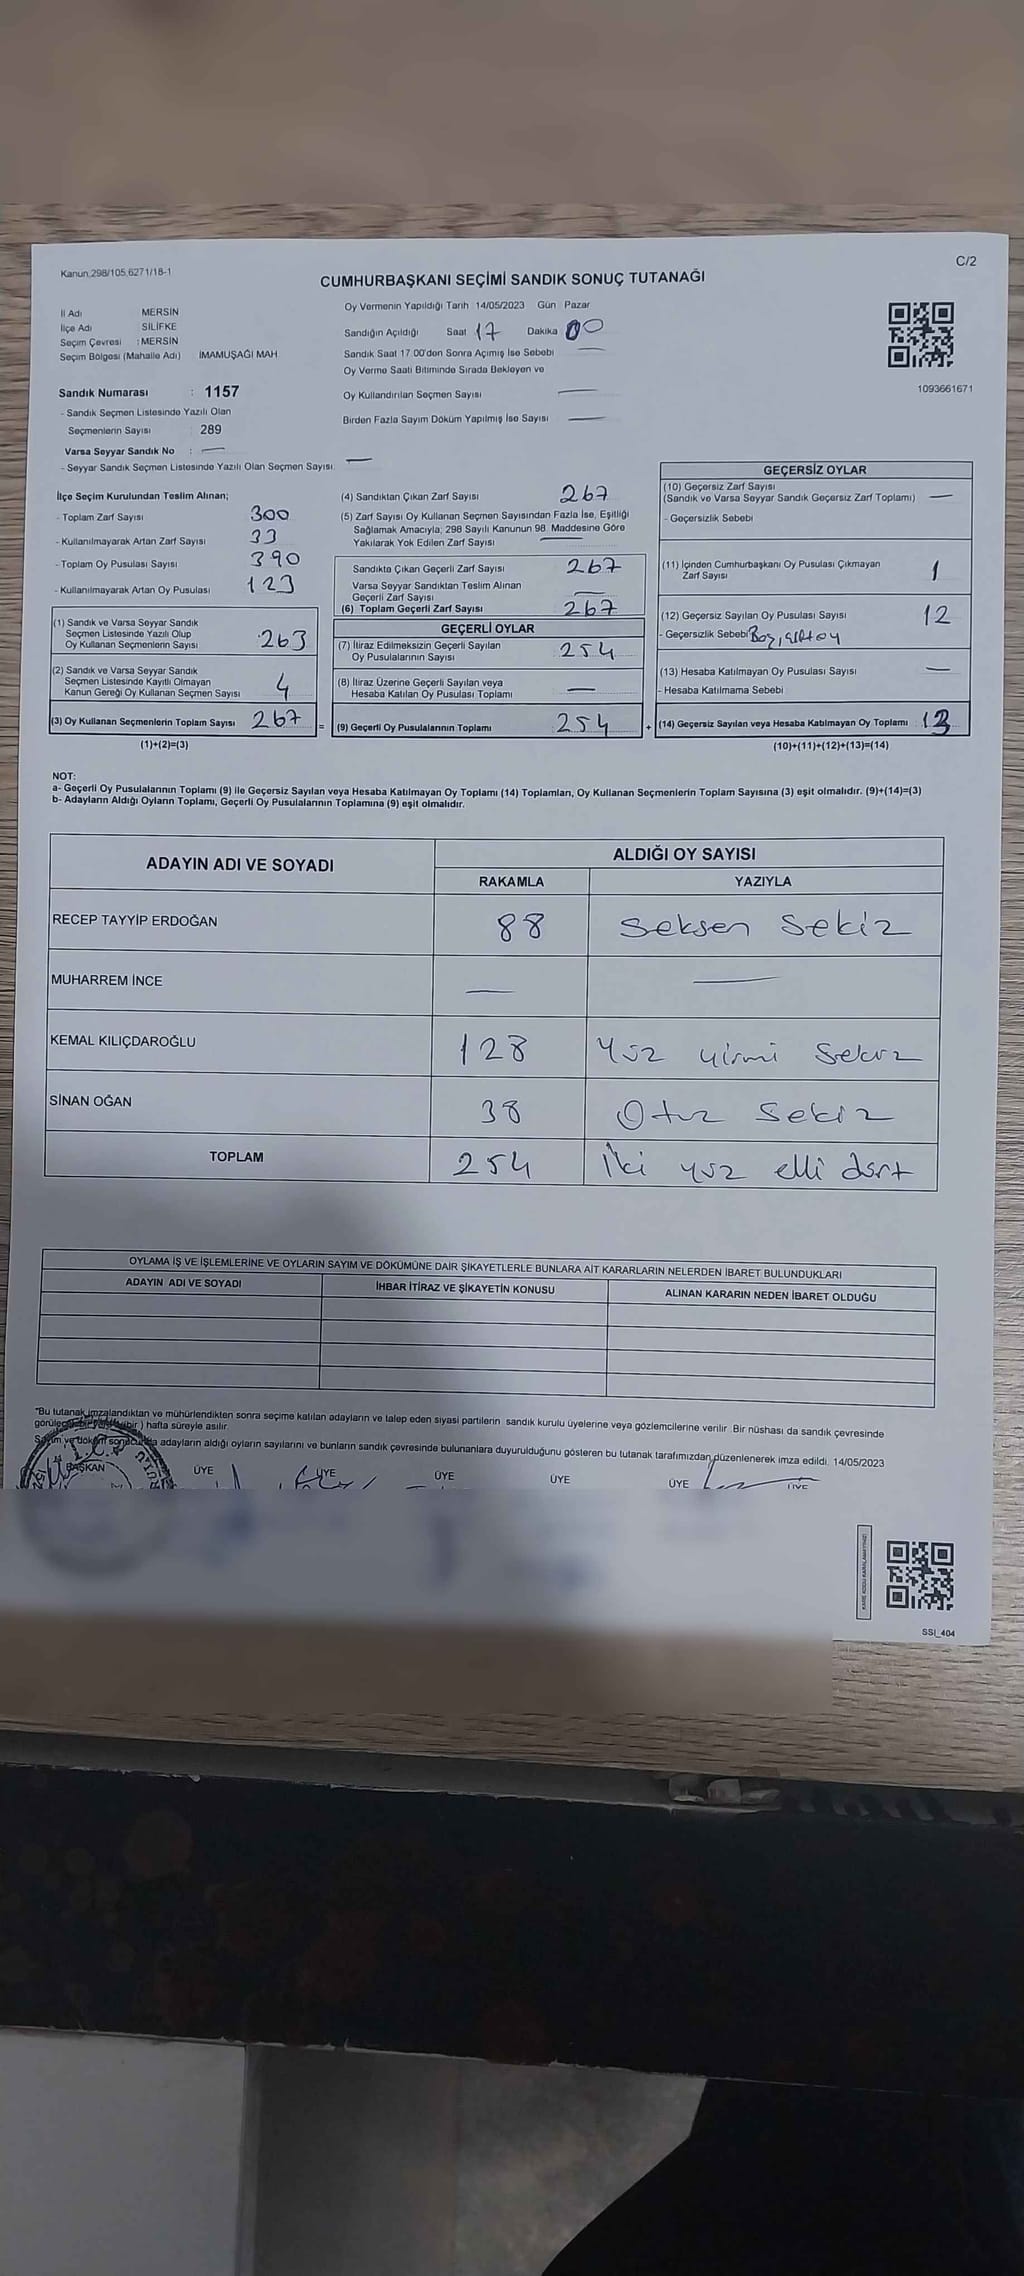 Kanun,298/105,6271/18-1
C/2
CUMHURBAŞKANI SEÇİMİ SANDIK SONUÇ TUTANAĞI
İl Adı MERSİN
İlçe Adı SİLİFKE
Seçim Çevresi : MERSİN
Seçim Bölgesi (Mahalle Adı) İMAMUŞAĞI MAH.
Oy Vermenin Yapıldığı Tarih 14/05/2023 Gün Pazar
Sandığın Açıldığı Saat 17 Dakika 00
Sandık Saat 17.00'den Sonra Açımış İse Sebebi —
Oy Verme Saati Bitiminde Sırada Bekleyen ve
Oy Kullandırılan Seçmen Sayısı —
Birden Fazla Sayım Döküm Yapılmış İse Sayısı —
1093661671
Sandık Numarası : 1157
- Sandık Seçmen Listesinde Yazılı Olan
Seçmenlerin Sayısı 289
Varsa Seyyar Sandık No : —
- Seyyar Sandık Seçmen Listesinde Yazılı Olan Seçmen Sayısı —
İlçe Seçim Kurulundan Teslim Alınan;
- Toplam Zarf Sayısı 300
- Kullanılmayarak Artan Zarf Sayısı 33
- Toplam Oy Pusulası Sayısı 390
- Kullanılmayarak Artan Oy Pusulası 123
(1) Sandık ve Varsa Seyyar Sandık
Seçmen Listesinde Yazılı Olup
Oy Kullanan Seçmenlerin Sayısı 263
(2) Sandık ve Varsa Seyyar Sandık
Seçmen Listesinde Kayıtlı Olmayan
Kanun Gereği Oy Kullanan Seçmen Sayısı 4
(3) Oy Kullanan Seçmenlerin Toplam Sayısı 267 =
(1)+(2)=(3)
(4) Sandıktan Çıkan Zarf Sayısı 267
(5) Zarf Sayısı Oy Kullanan Seçmen Sayısından Fazla İse, Eşitliği
Sağlamak Amacıyla; 298 Sayılı Kanunun 98. Maddesine Göre
Yakılarak Yok Edilen Zarf Sayısı —
Sandıkta Çıkan Geçerli Zarf Sayısı 267
Varsa Seyyar Sandıktan Teslim Alınan
Geçerli Zarf Sayısı —
(6) Toplam Geçerli Zarf Sayısı 267
GEÇERLİ OYLAR
(7) İtiraz Edilmeksizin Geçerli Sayılan
Oy Pusulalarının Sayısı 254
(8) İtiraz Üzerine Geçerli Sayılan veya
Hesaba Katılan Oy Pusulası Toplamı —
(9) Geçerli Oy Pusulalarının Toplamı 254 +
GEÇERSİZ OYLAR
(10) Geçersiz Zarf Sayısı
(Sandık ve Varsa Seyyar Sandık Geçersiz Zarf Toplamı) —
- Geçersizlik Sebebi
(11) İçinden Cumhurbaşkanı Oy Pusulası Çıkmayan
Zarf Sayısı 1
(12) Geçersiz Sayılan Oy Pusulası Sayısı 12
- Geçersizlik Sebebi Boş,
(13) Hesaba Katılmayan Oy Pusulası Sayısı —
- Hesaba Katılmama Sebebi
(14) Geçersiz Sayılan veya Hesaba Katılmayan Oy Toplamı 13
(10)+(11)+(12)+(13)=(14)
NOT:
a- Geçerli Oy Pusulalarının Toplamı (9) ile Geçersiz Sayılan veya Hesaba Katılmayan Oy Toplamı (14) Toplamları, Oy Kullanan Seçmenlerin Toplam Sayısına (3) eşit olmalıdır. (9)+(14)=(3)
b- Adayların Aldığı Oyların Toplamı, Geçerli Oy Pusulalarının Toplamına (9) eşit olmalıdır.
ADAYIN ADI VE SOYADI ALDIĞI OY SAYISI
RAKAMLA YAZIYLA
RECEP TAYYİP ERDOĞAN 88 Seksen Sekiz
MUHARREM İNCE — —
KEMAL KILIÇDAROĞLU 128 Yüz yirmi Sekiz
SİNAN OĞAN 38 Otuz Sekiz
TOPLAM 254 İki yüz elli dört
OYLAMA İŞ VE İŞLEMLERİNE VE OYLARIN SAYIM VE DÖKÜMÜNE DAİR ŞİKAYETLERLE BUNLARA AİT KARARLARIN NELERDEN İBARET BULUNDUKLARI
ADAYIN ADI VE SOYADI İHBAR İTİRAZ VE ŞİKAYETİN KONUSU ALINAN KARARIN NEDEN İBARET OLDUĞU
"Bu tutanak imzalandıktan ve mühürlendikten sonra seçime katılan adayların ve talep eden siyasi partilerin sandık kurulu üyelerine veya gözlemcilerine verilir. Bir nüshası da sandık çevresinde
hafta süreyle asılır.
adayların aldığı oyların sayılarını ve bunların sandık çevresinde bulunanlara duyurulduğunu gösteren bu tutanak tarafımızdan düzenlenerek imza edildi. 14/05/2023
BAŞKAN ÜYE ÜYE ÜYE ÜYE ÜYE ÜYE
SSI_404